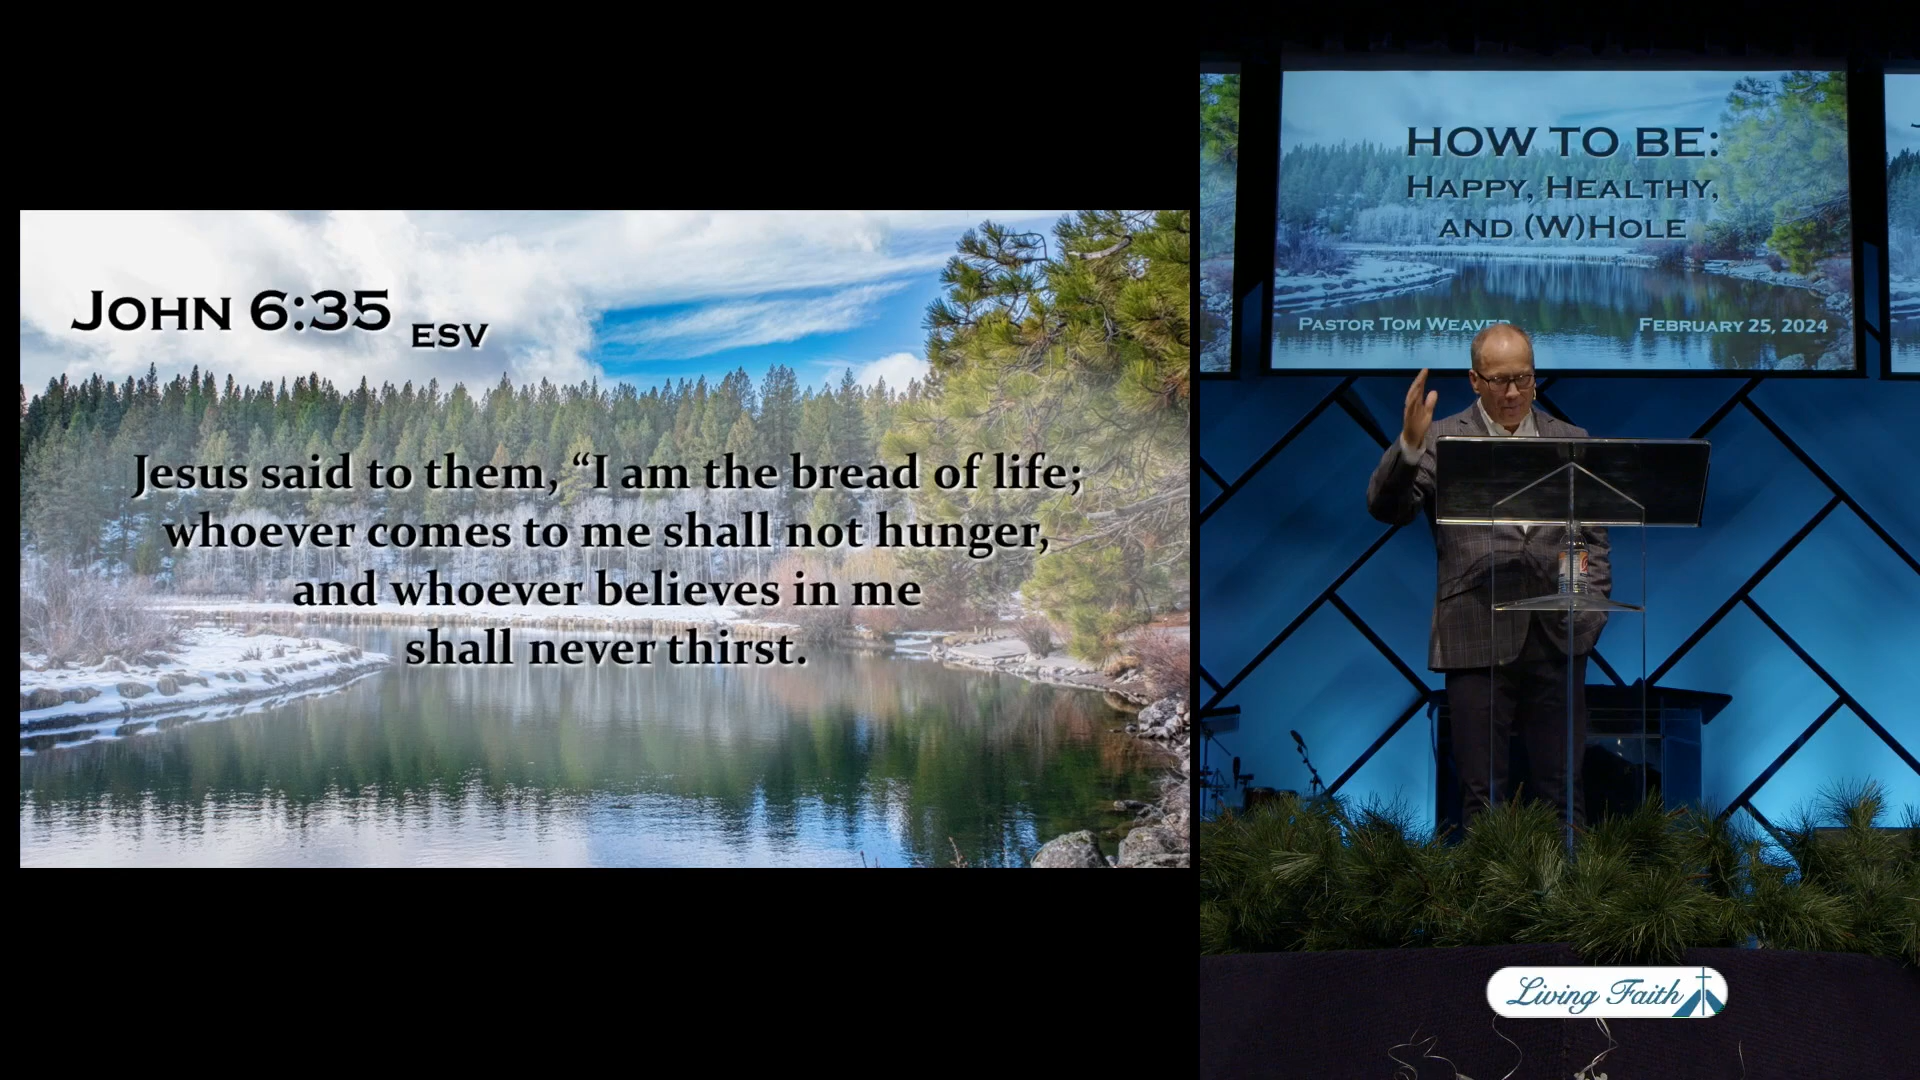 John 6:35 ESV
Jesus said to them, “I am the bread of life;
whoever comes to me shall not hunger,
and whoever believes in me
shall never thirst.
HOW TO BE:
Happy, Healthy,
and (W)Hole
Pastor Tom Weaver
February 25, 2024
Living Faith